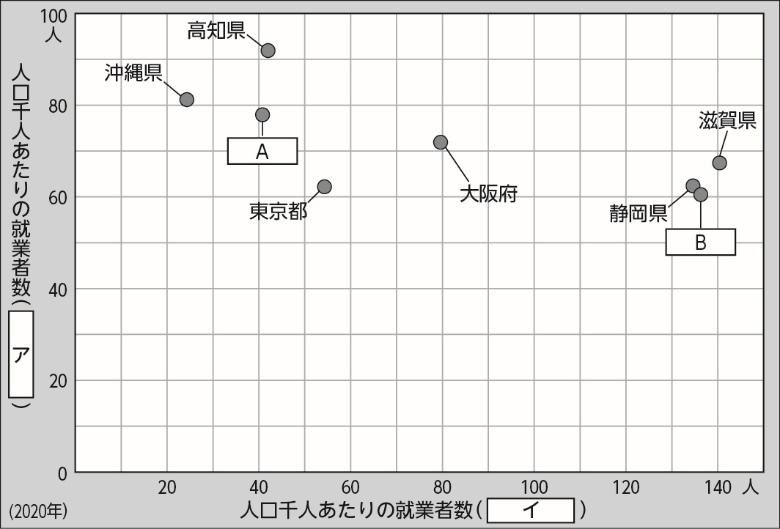 100
人
80
60
40
20
0
人口千人あたりの就業者数(
ア
)
高知県
沖縄県
A
東京都
大阪府
滋賀県
静岡県
B
20 40 60 80 100 120 140 人
(2020年)
人口千人あたりの就業者数( イ )